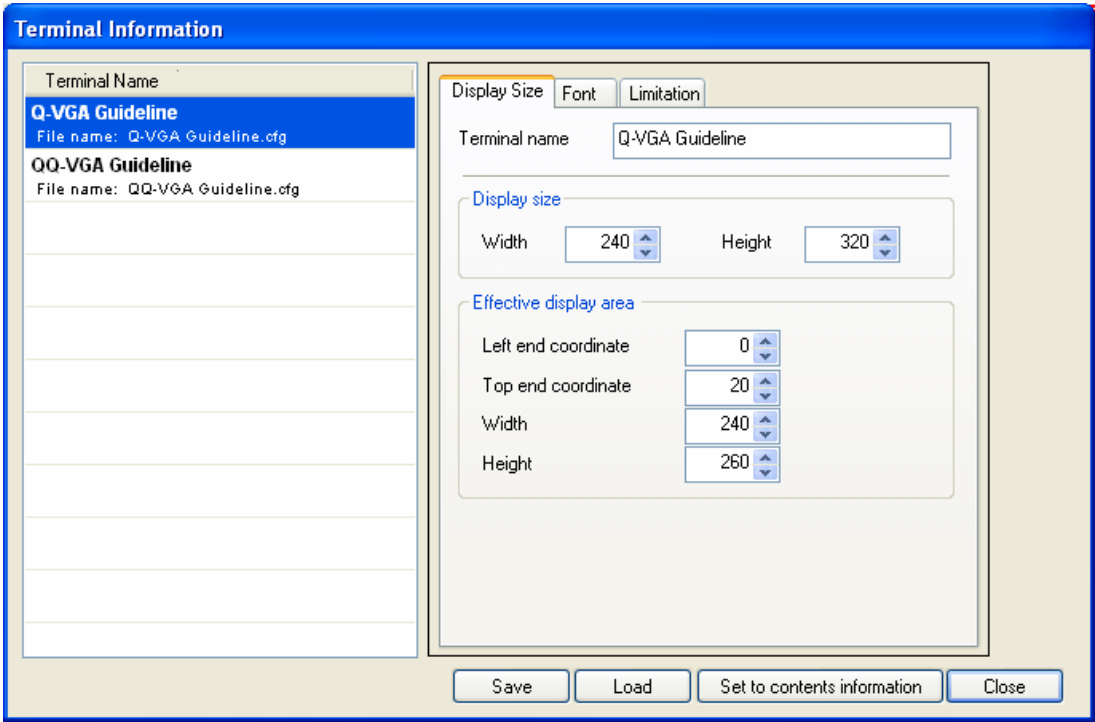 Terminal Information
Terminal Name
Q-VGA Guideline
File name: Q-VGA Guideline.cfg
QQ-VGA Guideline
File name: QQ-VGA Guideline.cfg
Display Size Font Limitation
Terminal name Q-VGA Guideline
Display size
Width 240 Height 320
Effective display area
Left end coordinate 0
Top end coordinate 20
Width 240
Height 260
Save Load Set to contents information Close